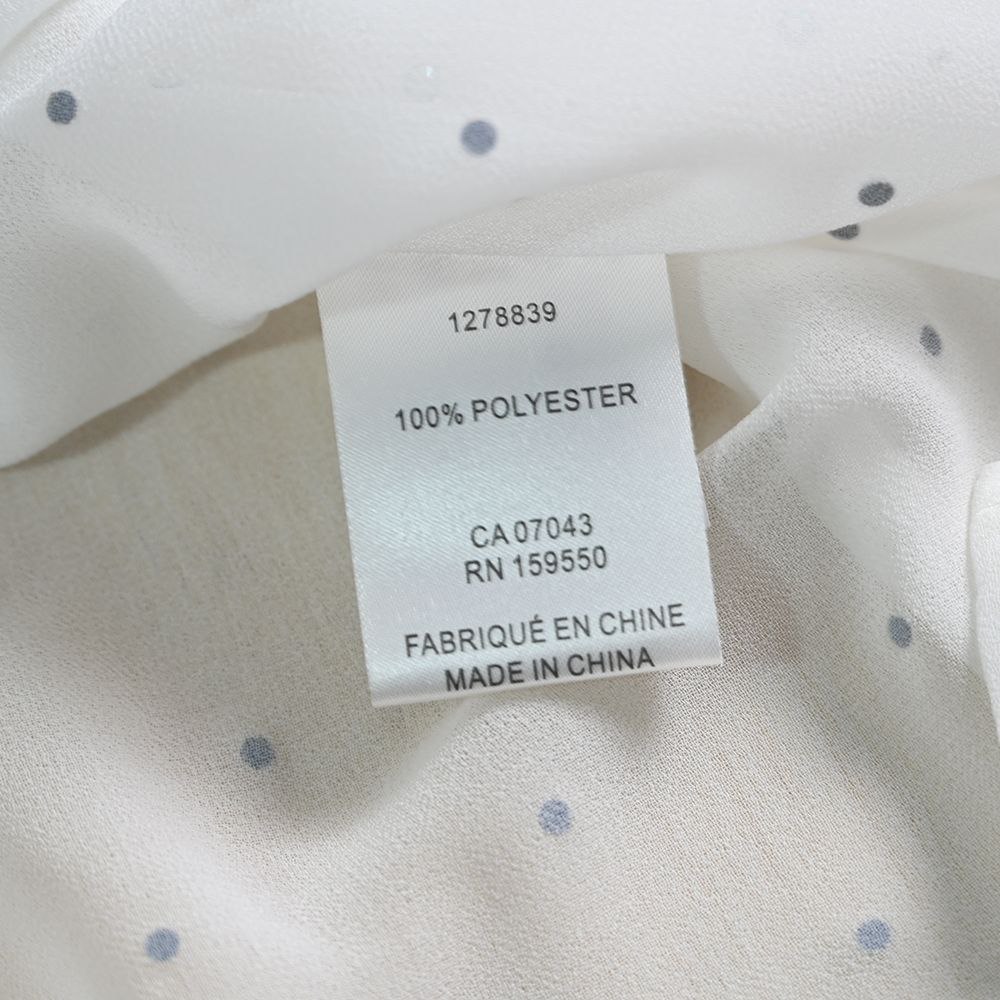 1278839
100% POLYESTER
CA 07043
RN 159550
FABRIQUÉ EN CHINE
MADE IN CHINA